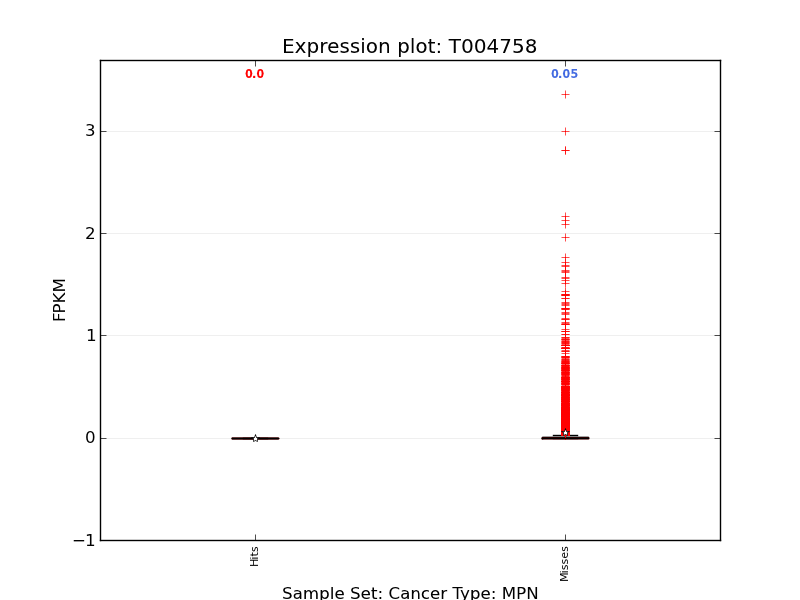 Expression plot: T004758
0.0
0.05
3
2
1
0
−1
FPKM
Hits
Misses
Sample Set: Cancer Type: MPN